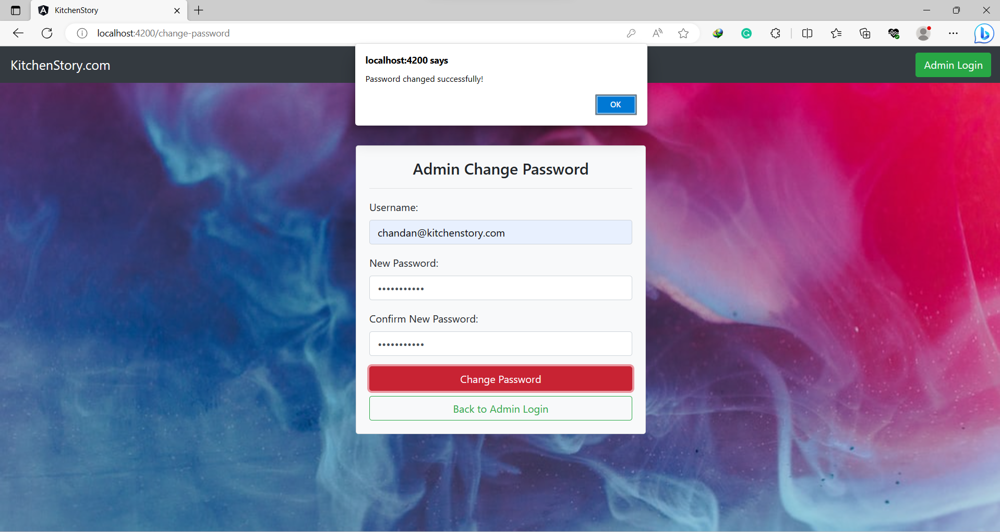 KitchenStory
localhost:4200/change-password
KitchenStory.com
Admin Login
localhost:4200 says
Password changed successfully!
OK
Admin Change Password
Username:
chandan@kitchenstory.com
New Password:
•••••••••••
Confirm New Password:
•••••••••••
Change Password
Back to Admin Login